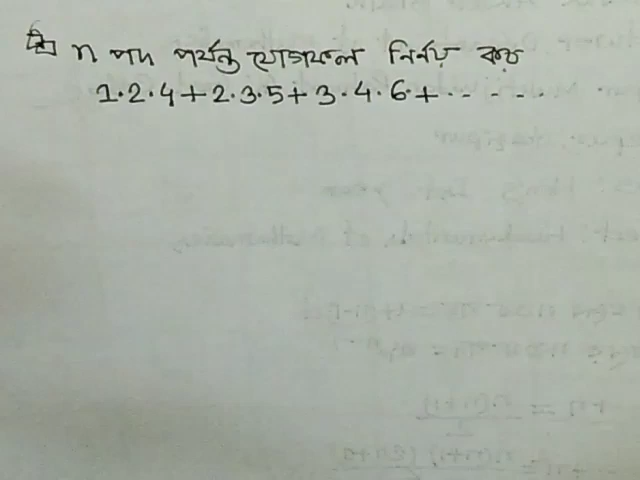 n পদ পর্যন্ত যোগফল নির্ণয় কর
1·2·4+2·3·5+3·4·6+.....